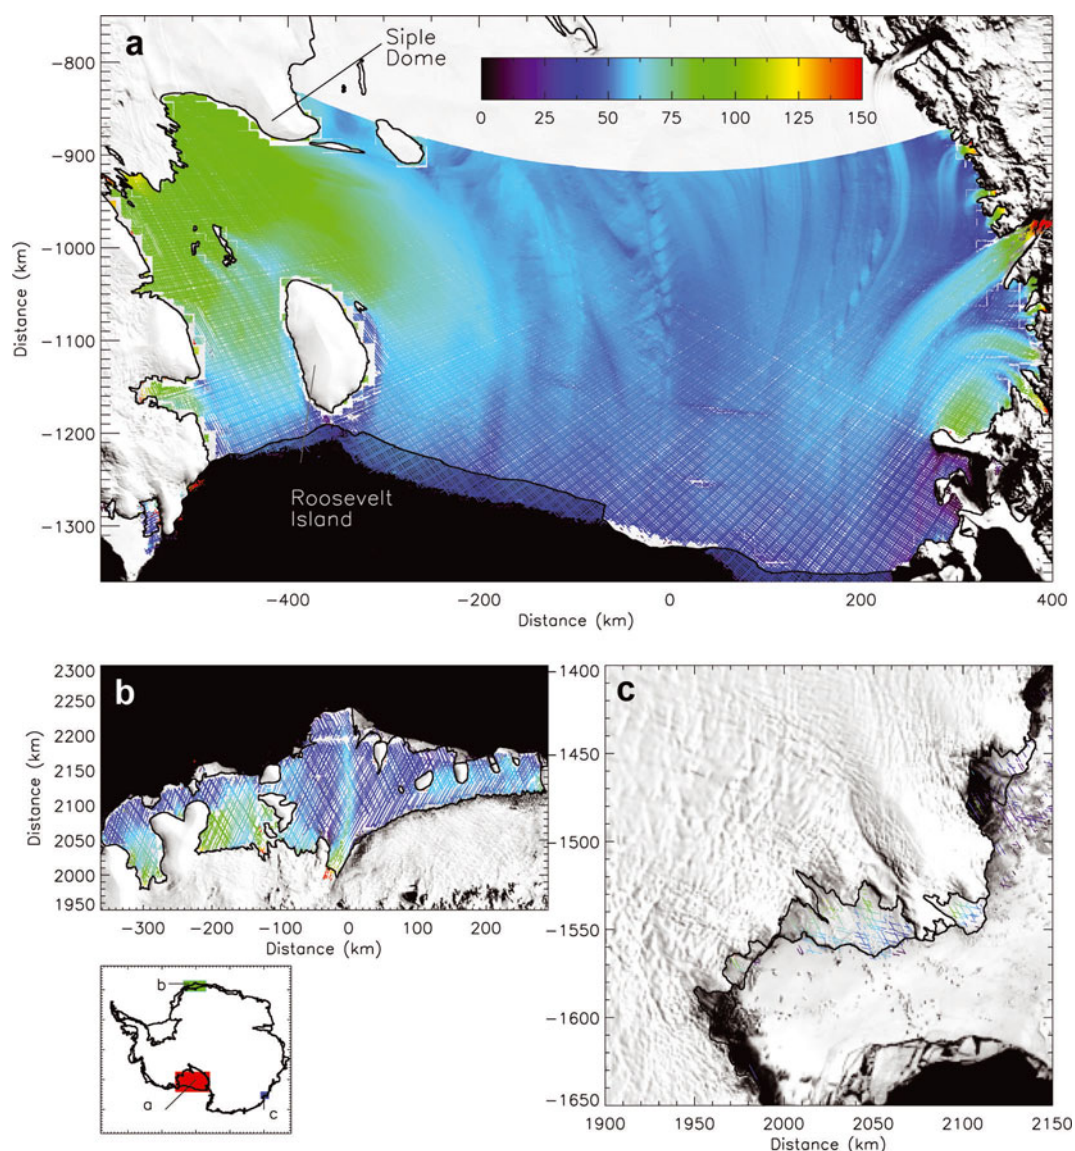 a
Siple
Dome
0 25 50 75 100 125 150
−800
−900
−1000
−1100
−1200
−1300
Distance (km)
Roosevelt
Island
−400 −200 0 200 400
Distance (km)
b
2300
2250
2200
2150
2100
2050
2000
1950
Distance (km)
−300 −200 −100 0 100 200
Distance (km)
c
−1400
−1450
−1500
−1550
−1600
−1650
1900 1950 2000 2050 2100 2150
Distance (km)
b
a
c